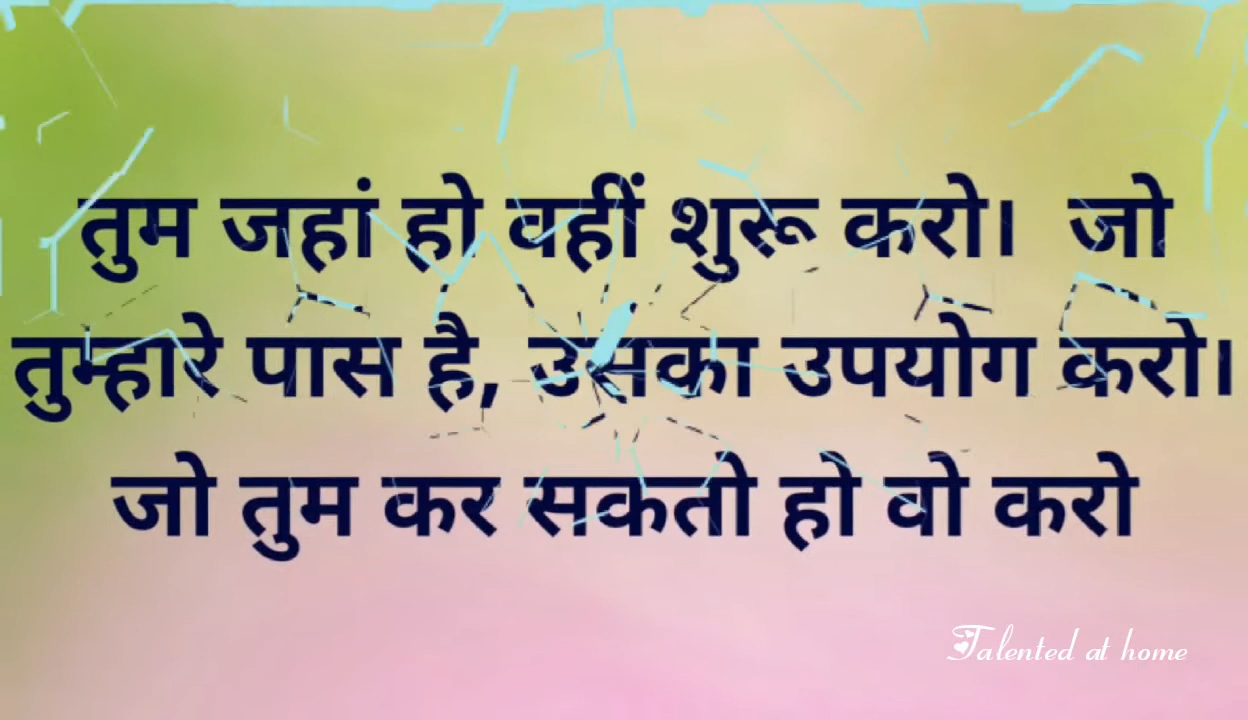 तुम जहां हो वहीं शुरू करो। जो
तुम्हारे पास है, उसका उपयोग करो।
जो तुम कर सकतो हो वो करो
Talented at home